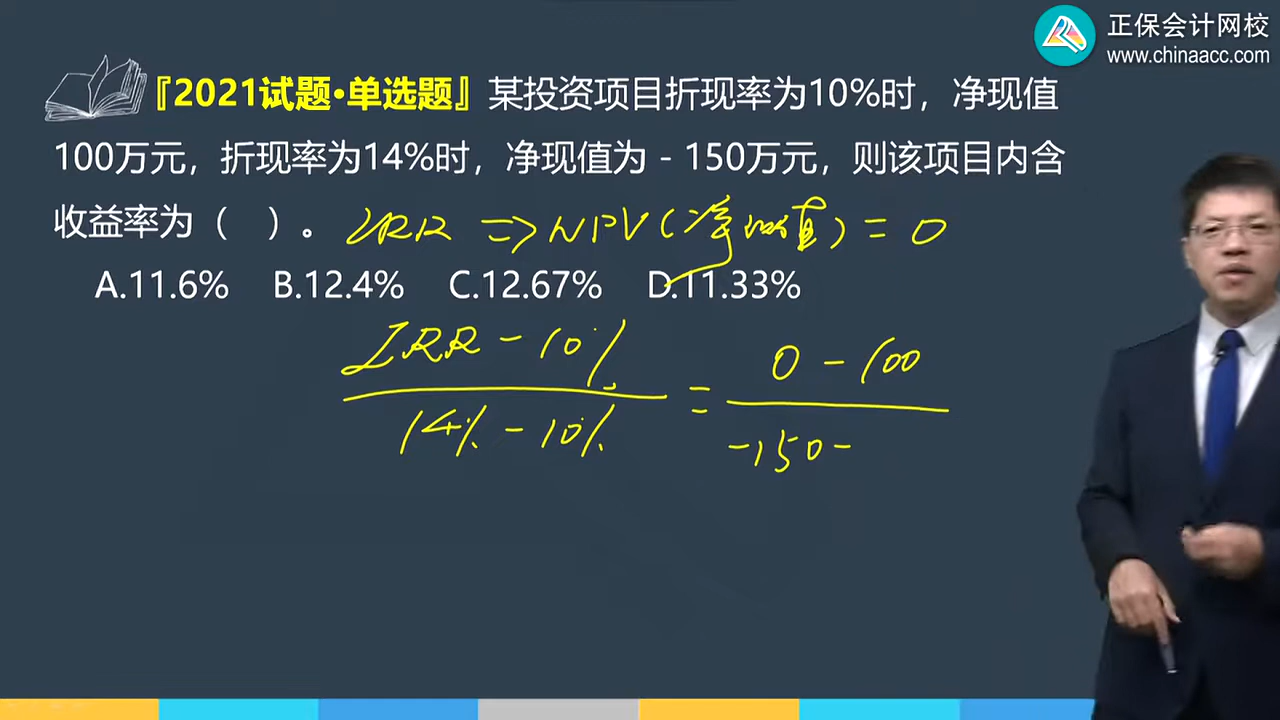 正保会计网校
www.chinaacc.com
『2021试题·单选题』某投资项目折现率为10%时，净现值
100万元，折现率为14%时，净现值为－150万元，则该项目内含
收益率为（　）。 IRR ⇒ NPV(净现值) = 0
A.11.6% B.12.4% C.12.67% D.11.33%
IRR - 10% 0 - 100
=
14% - 10% -150-